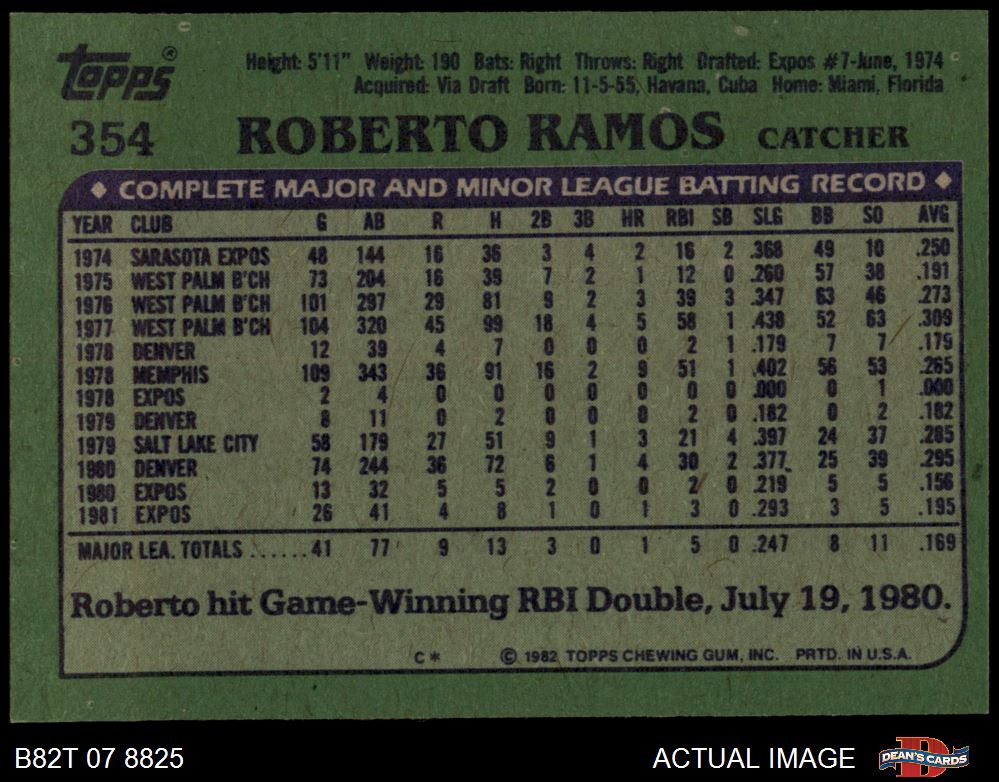 Topps® Height: 5'11" Weight: 190 Bats: Right Throws: Right Drafted: Expos #7-June, 1974
Acquired: Via Draft Born: 11-5-55, Havana, Cuba Home: Miami, Florida
354 ROBERTO RAMOS CATCHER
◆ COMPLETE MAJOR AND MINOR LEAGUE BATTING RECORD ◆
YEAR CLUB G AB R H 2B 3B HR RBI SB SLG BB SO AVG
1974 SARASOTA EXPOS 48 144 16 36 3 4 2 16 2 .368 49 10 .250
1975 WEST PALM B'CH 73 204 16 39 7 2 1 12 0 .260 57 38 .191
1976 WEST PALM B'CH 101 297 29 81 9 2 3 39 3 .347 63 46 .273
1977 WEST PALM B'CH 104 320 45 99 18 4 5 58 1 .438 52 63 .309
1978 DENVER 12 39 4 7 0 0 0 2 1 .179 7 7 .179
1978 MEMPHIS 109 343 36 91 16 2 9 51 1 .402 56 53 .265
1978 EXPOS 2 4 0 0 0 0 0 0 0 .000 0 1 .000
1979 DENVER 8 11 0 2 0 0 0 2 0 .182 0 2 .182
1979 SALT LAKE CITY 58 179 27 51 9 1 3 21 4 .397 24 37 .285
1980 DENVER 74 244 36 72 6 1 4 30 2 .377 25 39 .295
1980 EXPOS 13 32 5 5 2 0 0 2 0 .219 5 5 .156
1981 EXPOS 26 41 4 8 1 0 1 3 0 .293 3 5 .195
MAJOR LEA. TOTALS ......41 77 9 13 3 0 1 5 0 .247 8 11 .169
Roberto hit Game-Winning RBI Double, July 19, 1980.
C* © 1982 TOPPS CHEWING GUM, INC. PRTD. IN U.S.A.
B82T 07 8825 ACTUAL IMAGE DEAN'S CARDS